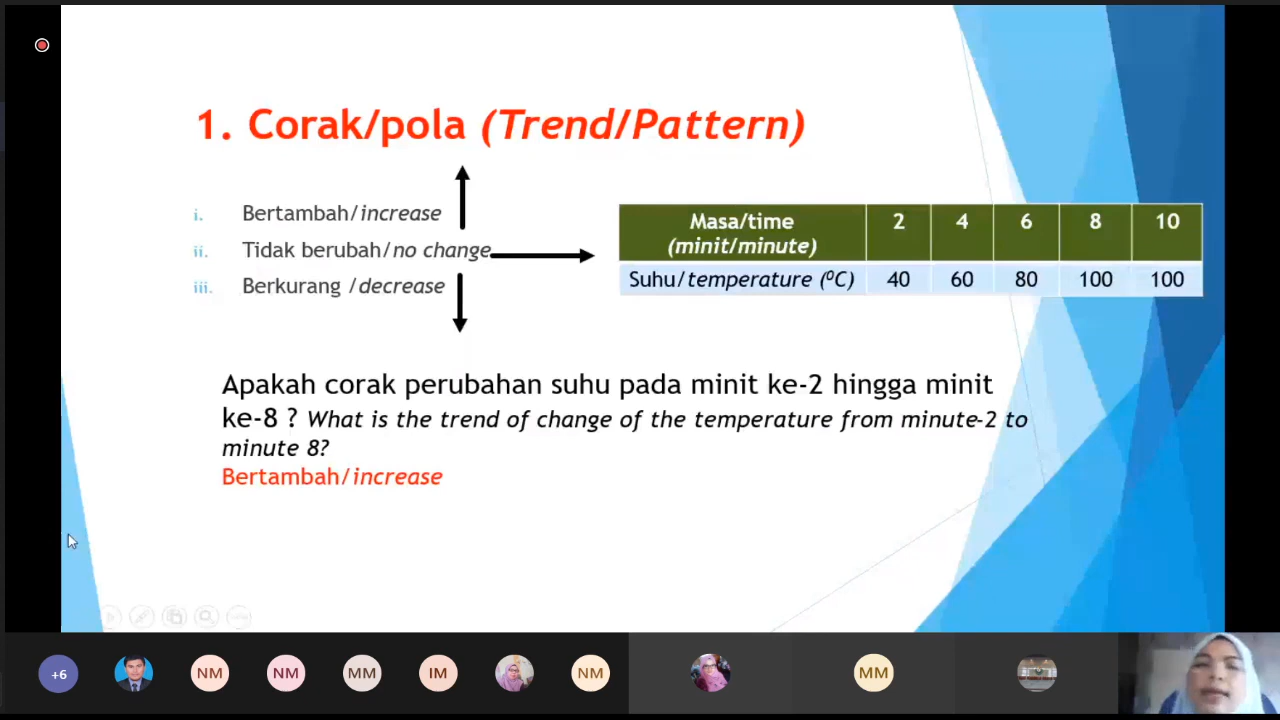 1. Corak/pola (Trend/Pattern)
i. Bertambah/increase
ii. Tidak berubah/no change
iii. Berkurang /decrease
Masa/time (minit/minute) 2 4 6 8 10
Suhu/temperature (⁰C) 40 60 80 100 100
Apakah corak perubahan suhu pada minit ke-2 hingga minit
ke-8 ? What is the trend of change of the temperature from minute-2 to
minute 8?
Bertambah/increase
+6 NM NM MM IM NM MM